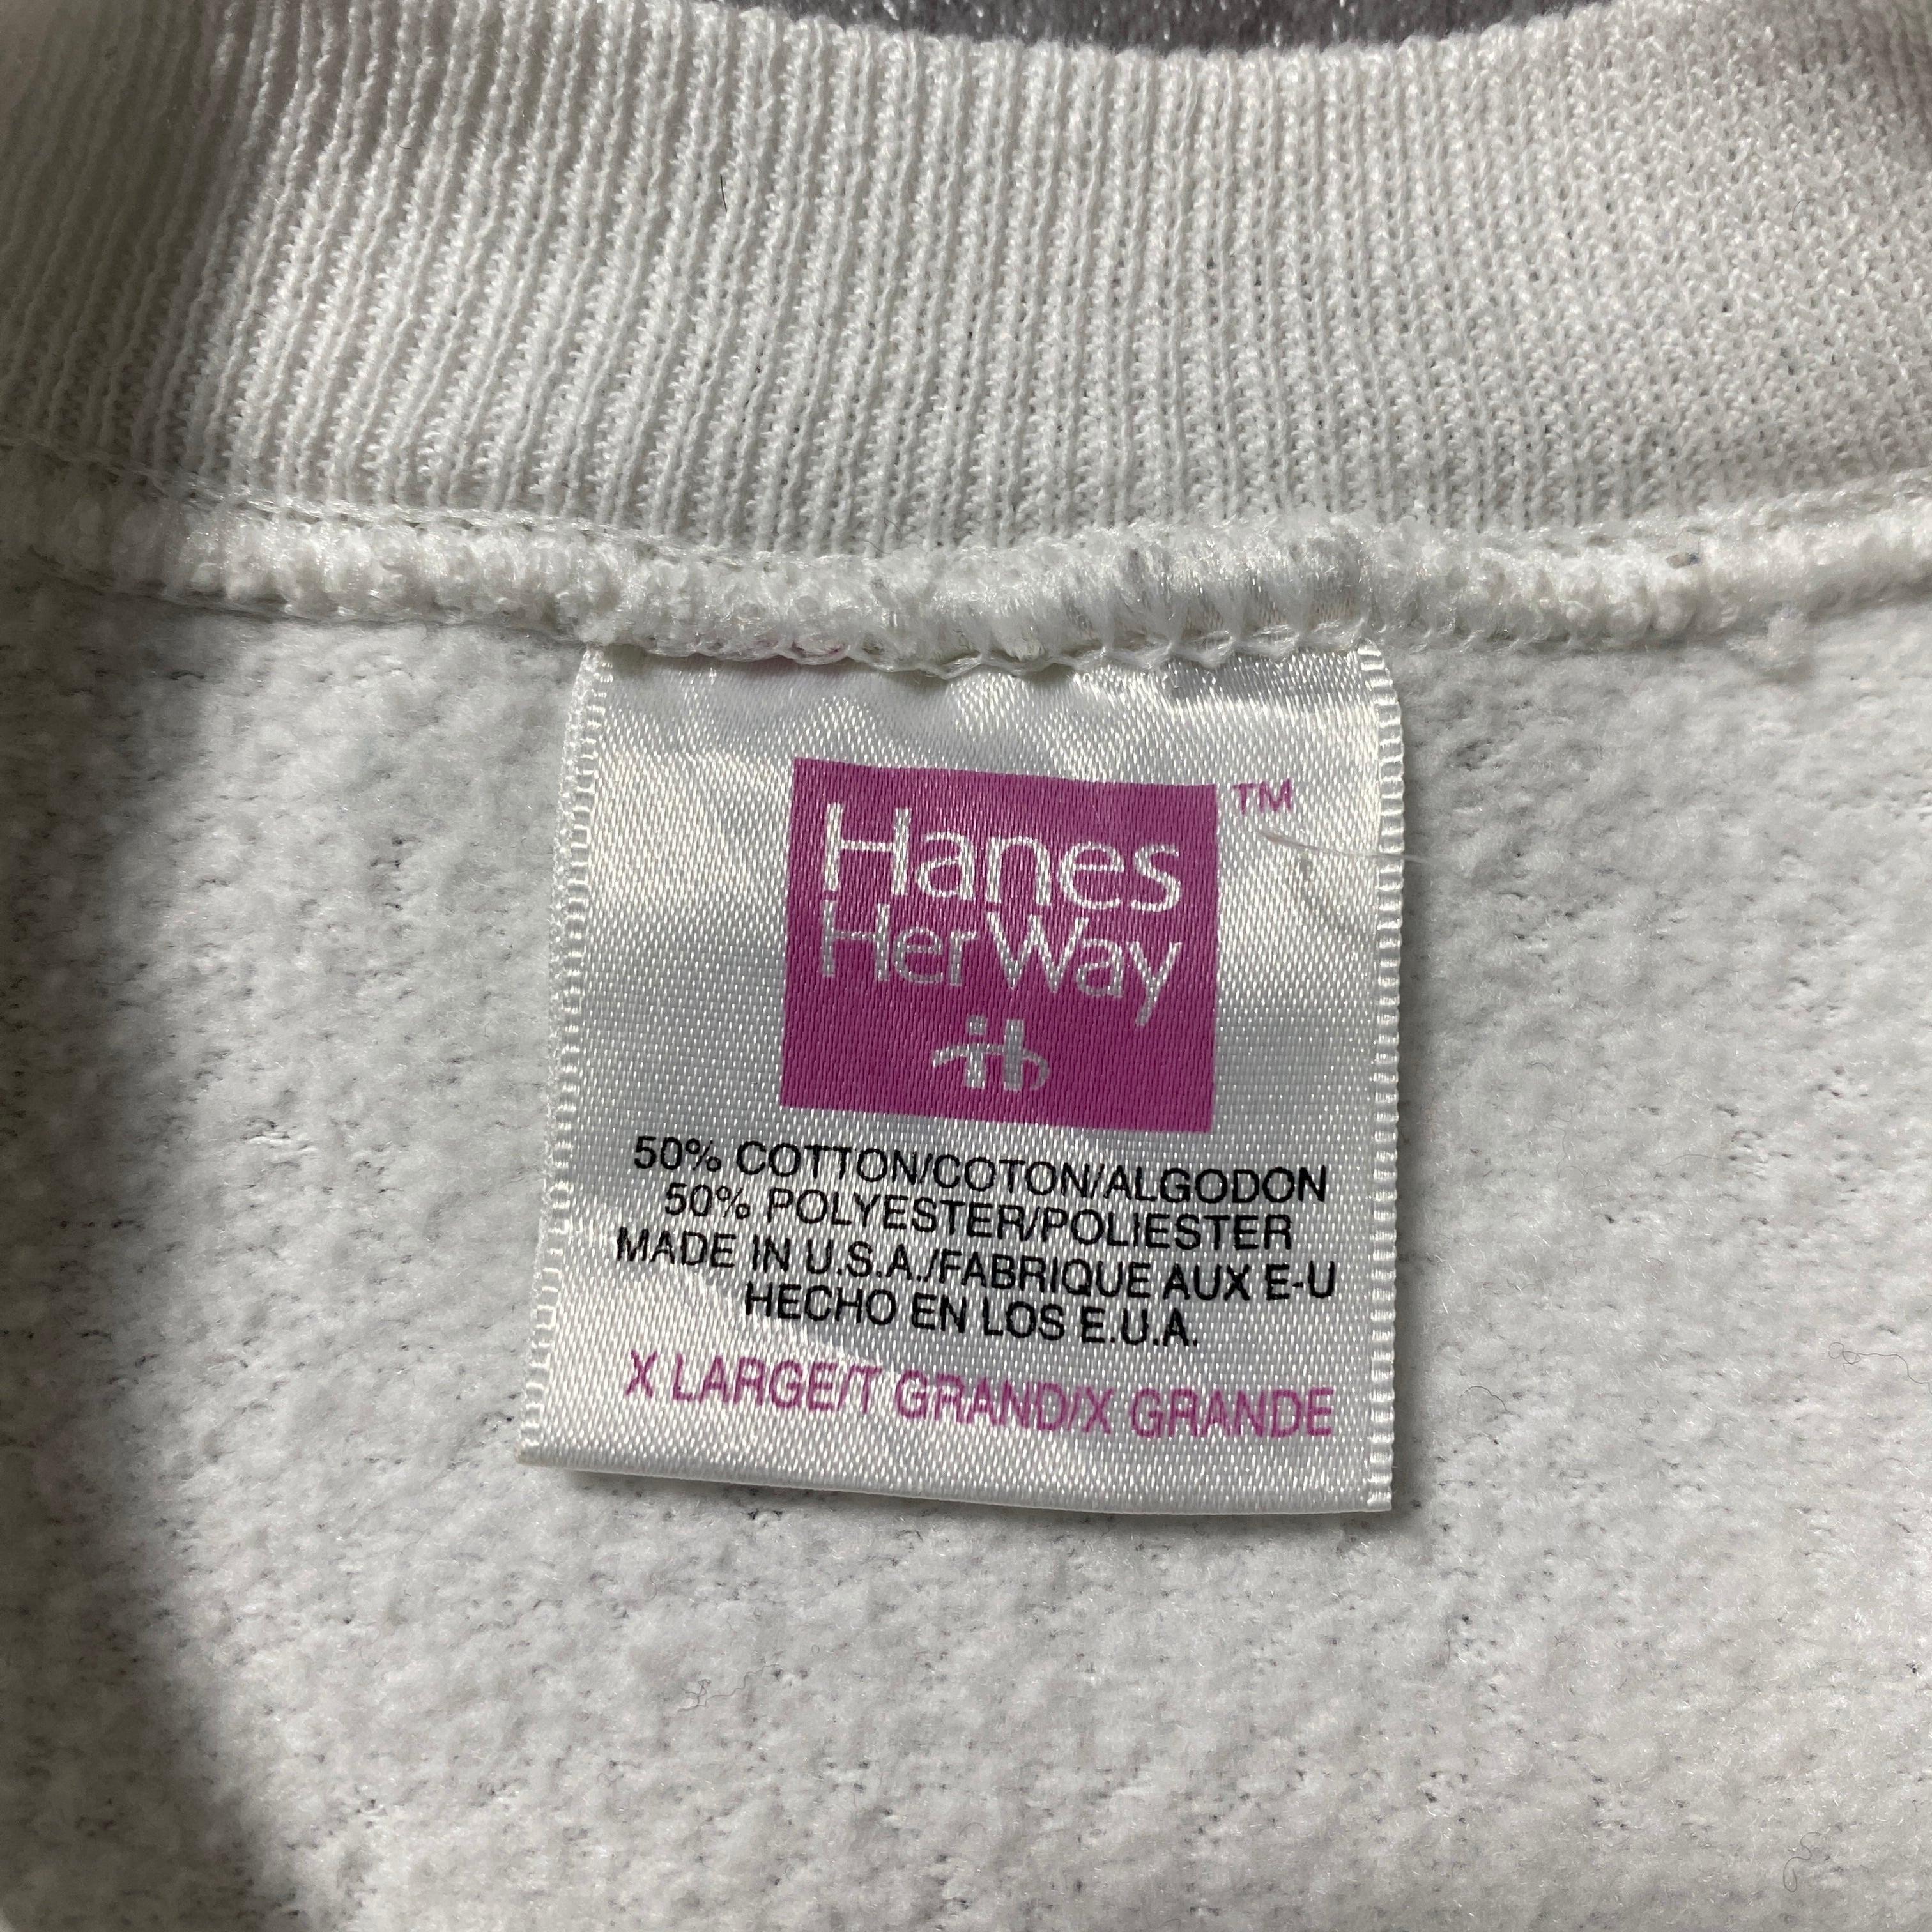 Hanes TM
HerWay
50% COTTON/COTON/ALGODON
50% POLYESTER/POLIESTER
MADE IN U.S.A./FABRIQUE AUX E-U
HECHO EN LOS E.U.A.
X LARGE/T GRAND/X GRANDE